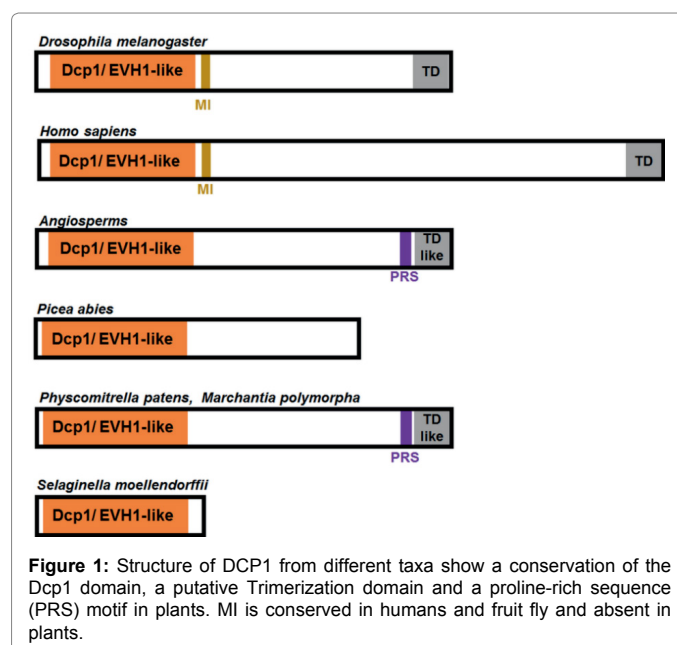 Drosophila melanogaster
Dcp1/ EVH1-like
TD
MI
Homo sapiens
Dcp1/ EVH1-like
TD
MI
Angiosperms
Dcp1/ EVH1-like
TD
like
PRS
Picea abies
Dcp1/ EVH1-like
Physcomitrella patens, Marchantia polymorpha
Dcp1/ EVH1-like
TD
like
PRS
Selaginella moellendorffii
Dcp1/ EVH1-like
Figure 1: Structure of DCP1 from different taxa show a conservation of the
Dcp1 domain, a putative Trimerization domain and a proline-rich sequence
(PRS) motif in plants. MI is conserved in humans and fruit fly and absent in
plants.